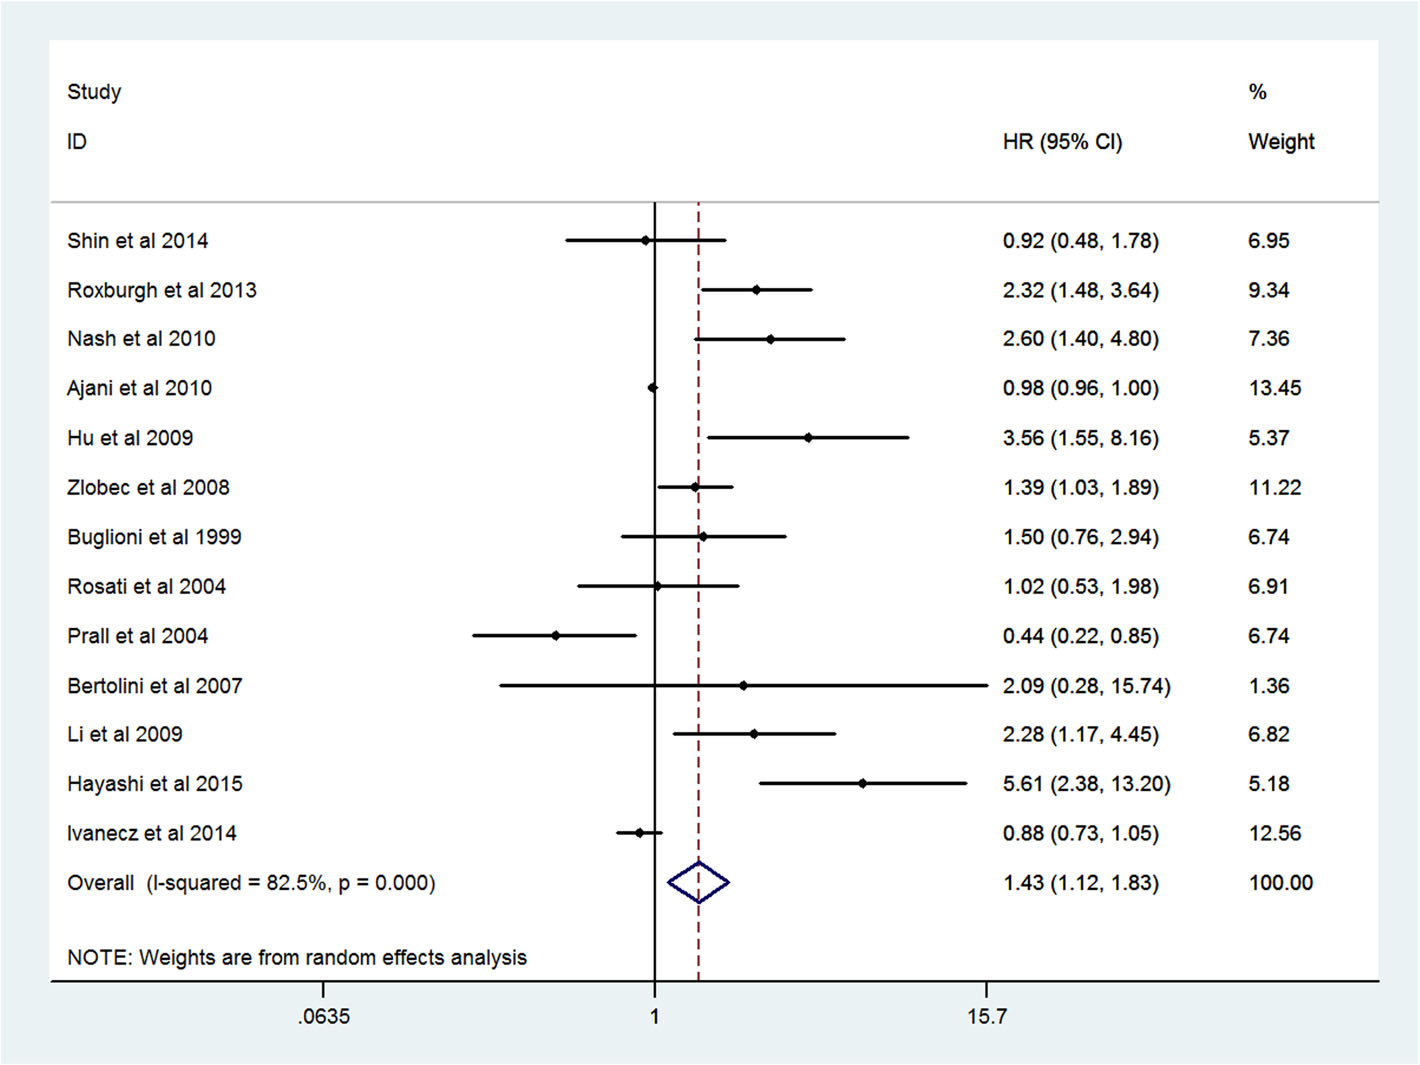 Study %
ID HR (95% CI) Weight
Shin et al 2014 0.92 (0.48, 1.78) 6.95
Roxburgh et al 2013 2.32 (1.48, 3.64) 9.34
Nash et al 2010 2.60 (1.40, 4.80) 7.36
Ajani et al 2010 0.98 (0.96, 1.00) 13.45
Hu et al 2009 3.56 (1.55, 8.16) 5.37
Zlobec et al 2008 1.39 (1.03, 1.89) 11.22
Buglioni et al 1999 1.50 (0.76, 2.94) 6.74
Rosati et al 2004 1.02 (0.53, 1.98) 6.91
Prall et al 2004 0.44 (0.22, 0.85) 6.74
Bertolini et al 2007 2.09 (0.28, 15.74) 1.36
Li et al 2009 2.28 (1.17, 4.45) 6.82
Hayashi et al 2015 5.61 (2.38, 13.20) 5.18
Ivanecz et al 2014 0.88 (0.73, 1.05) 12.56
Overall (I-squared = 82.5%, p = 0.000) 1.43 (1.12, 1.83) 100.00
NOTE: Weights are from random effects analysis
.0635 1 15.7